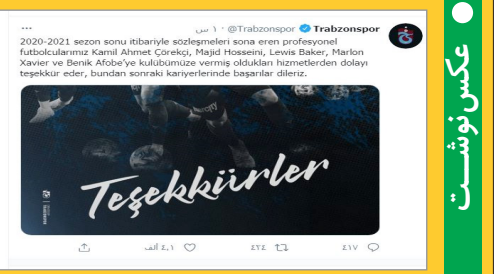 Trabzonspor @Trabzonspor · ١ س
2020-2021 sezon sonu itibariyle sözleşmeleri sona eren profesyonel
futbolcularımız Kamil Ahmet Çörekçi, Majid Hosseini, Lewis Baker, Marlon
Xavier ve Benik Afobe’ye kulübümüze vermiş oldukları hizmetlerden dolayı
teşekkür eder, bundan sonraki kariyerlerinde başarılar dileriz.
Teşekkürler
٤,١ ألف
٤٢٤
٤١٧
عکس نوشت